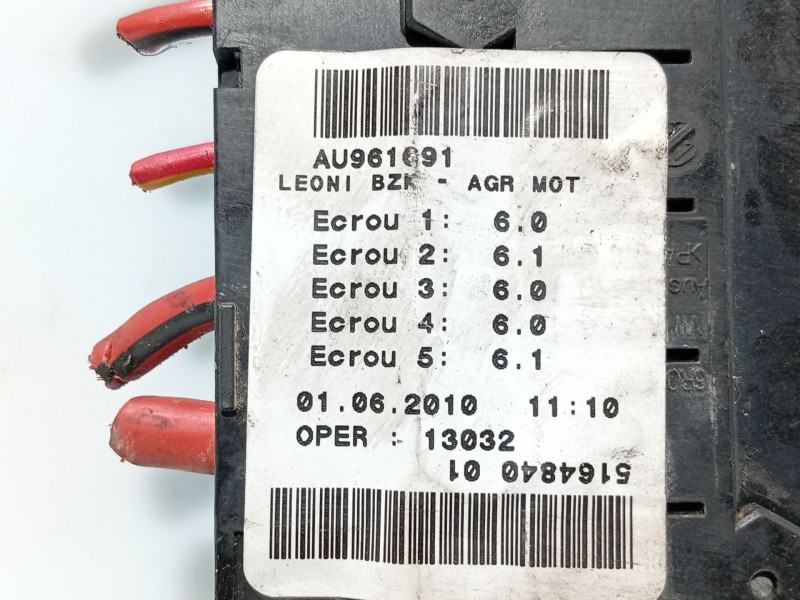 AU961691
LEONI BZK - AGR MOT
Ecrou 1: 6.0
Ecrou 2: 6.1
Ecrou 3: 6.0
Ecrou 4: 6.0
Ecrou 5: 6.1
01.06.2010 11:10
OPER : 13032
5164840 01